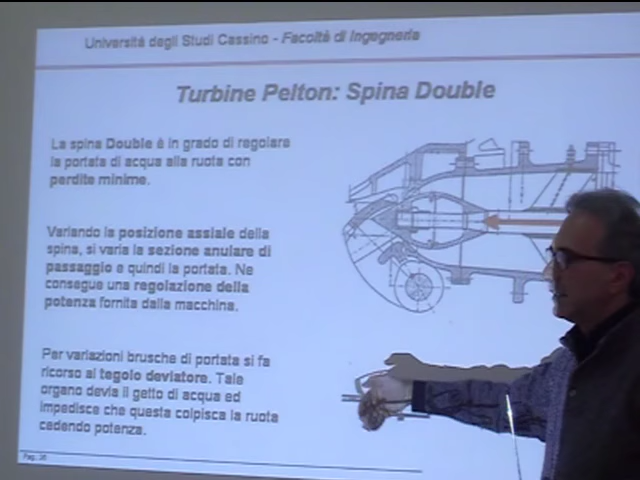 Università degli Studi Cassino - Facoltà di Ingegneria
Turbine Pelton: Spina Double
La spina Double è in grado di regolare
la portata di acqua alla ruota con
perdite minime.
Variando la posizione assiale della
spina, si varia la sezione anulare di
passaggio e quindi la portata. Ne
consegue una regolazione della
potenza fornita dalla macchina.
Per variazioni brusche di portata si fa
ricorso al tegolo deviatore. Tale
organo devia il getto di acqua ed
impedisce che questa colpisca la ruota
cedendo potenza.